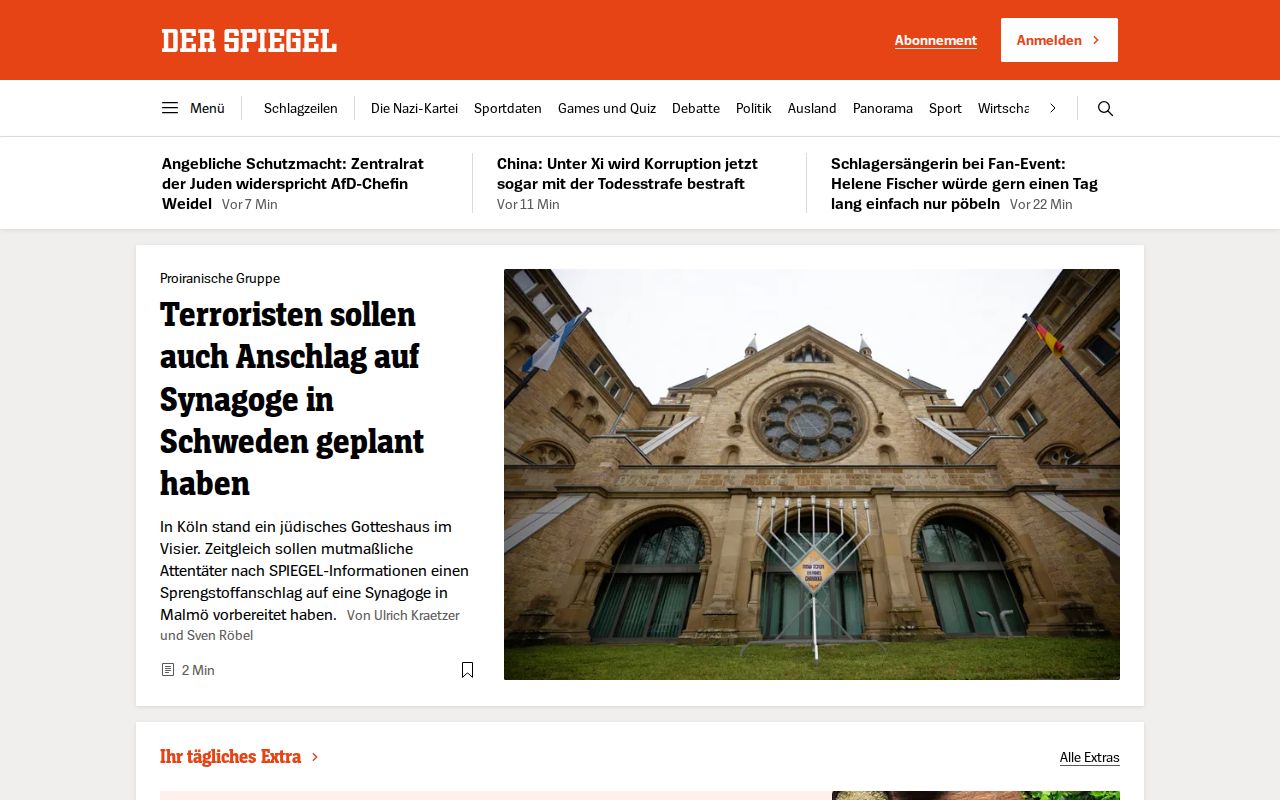 DER SPIEGEL
Abonnement
Anmelden
Menü
Schlagzeilen
Die Nazi-Kartei
Sportdaten
Games und Quiz
Debatte
Politik
Ausland
Panorama
Sport
Wirtscha
Angebliche Schutzmacht: Zentralrat
der Juden widerspricht AfD-Chefin
Weidel Vor 7 Min
China: Unter Xi wird Korruption jetzt
sogar mit der Todesstrafe bestraft
Vor 11 Min
Schlagersängerin bei Fan-Event:
Helene Fischer würde gern einen Tag
lang einfach nur pöbeln Vor 22 Min
Proiranische Gruppe
Terroristen sollen
auch Anschlag auf
Synagoge in
Schweden geplant
haben
In Köln stand ein jüdisches Gotteshaus im
Visier. Zeitgleich sollen mutmaßliche
Attentäter nach SPIEGEL-Informationen einen
Sprengstoffanschlag auf eine Synagoge in
Malmö vorbereitet haben. Von Ulrich Kraetzer
und Sven Röbel
2 Min
Ihr tägliches Extra
Alle Extras